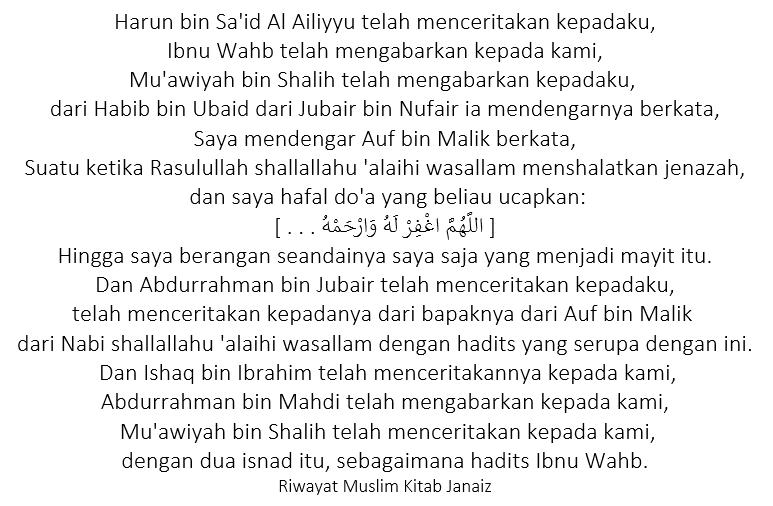 Harun bin Sa'id Al Ailiyyu telah menceritakan kepadaku,
Ibnu Wahb telah mengabarkan kepada kami,
Mu'awiyah bin Shalih telah mengabarkan kepadaku,
dari Habib bin Ubaid dari Jubair bin Nufair ia mendengarnya berkata,
Saya mendengar Auf bin Malik berkata,
Suatu ketika Rasulullah shallallahu 'alaihi wasallam menshalatkan jenazah,
dan saya hafal do'a yang beliau ucapkan:
[ اللَّهُمَّ اغْفِرْ لَهُ وَارْحَمْهُ . . . ]
Hingga saya berangan seandainya saya saja yang menjadi mayit itu.
Dan Abdurrahman bin Jubair telah menceritakan kepadaku,
telah menceritakan kepadanya dari bapaknya dari Auf bin Malik
dari Nabi shallallahu 'alaihi wasallam dengan hadits yang serupa dengan ini.
Dan Ishaq bin Ibrahim telah menceritakannya kepada kami,
Abdurrahman bin Mahdi telah mengabarkan kepada kami,
Mu'awiyah bin Shalih telah menceritakan kepada kami,
dengan dua isnad itu, sebagaimana hadits Ibnu Wahb.
Riwayat Muslim Kitab Janaiz